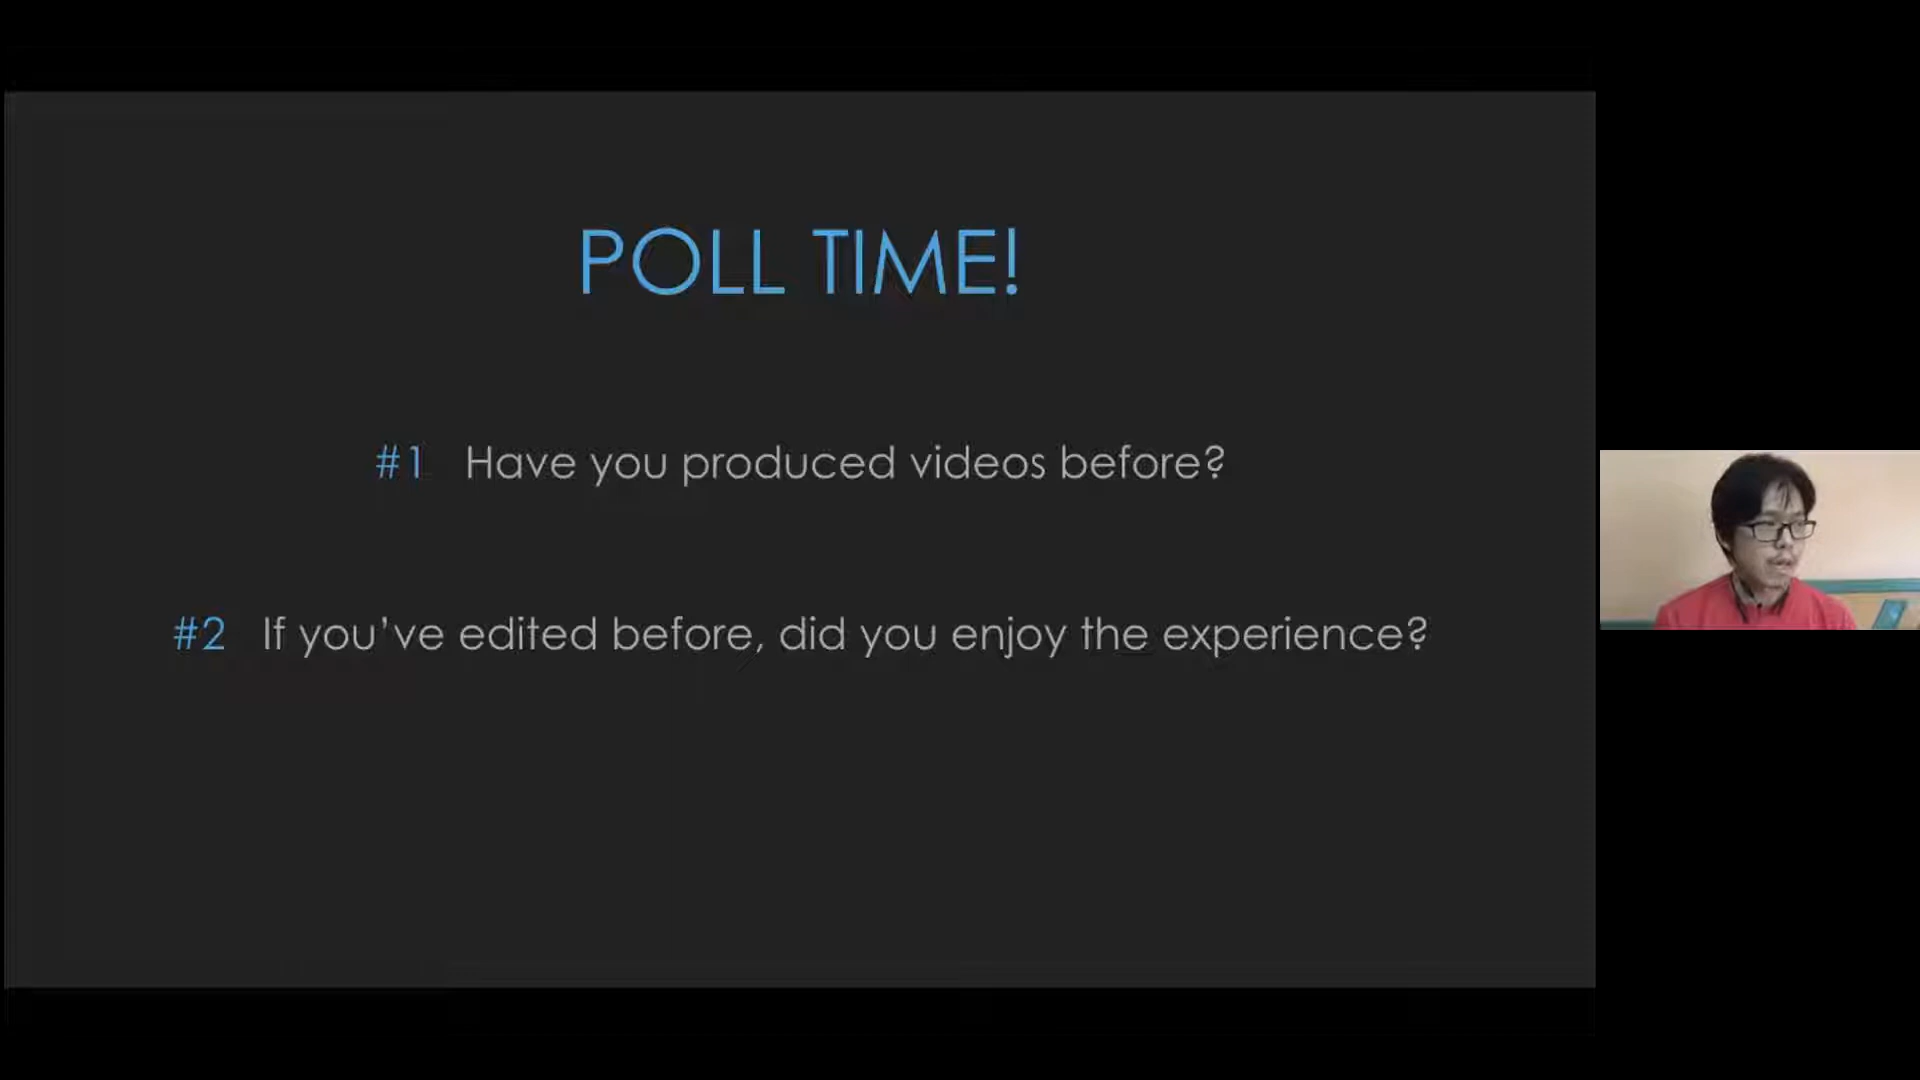 POLL TIME!
#1 Have you produced videos before?
#2 If you’ve edited before, did you enjoy the experience?